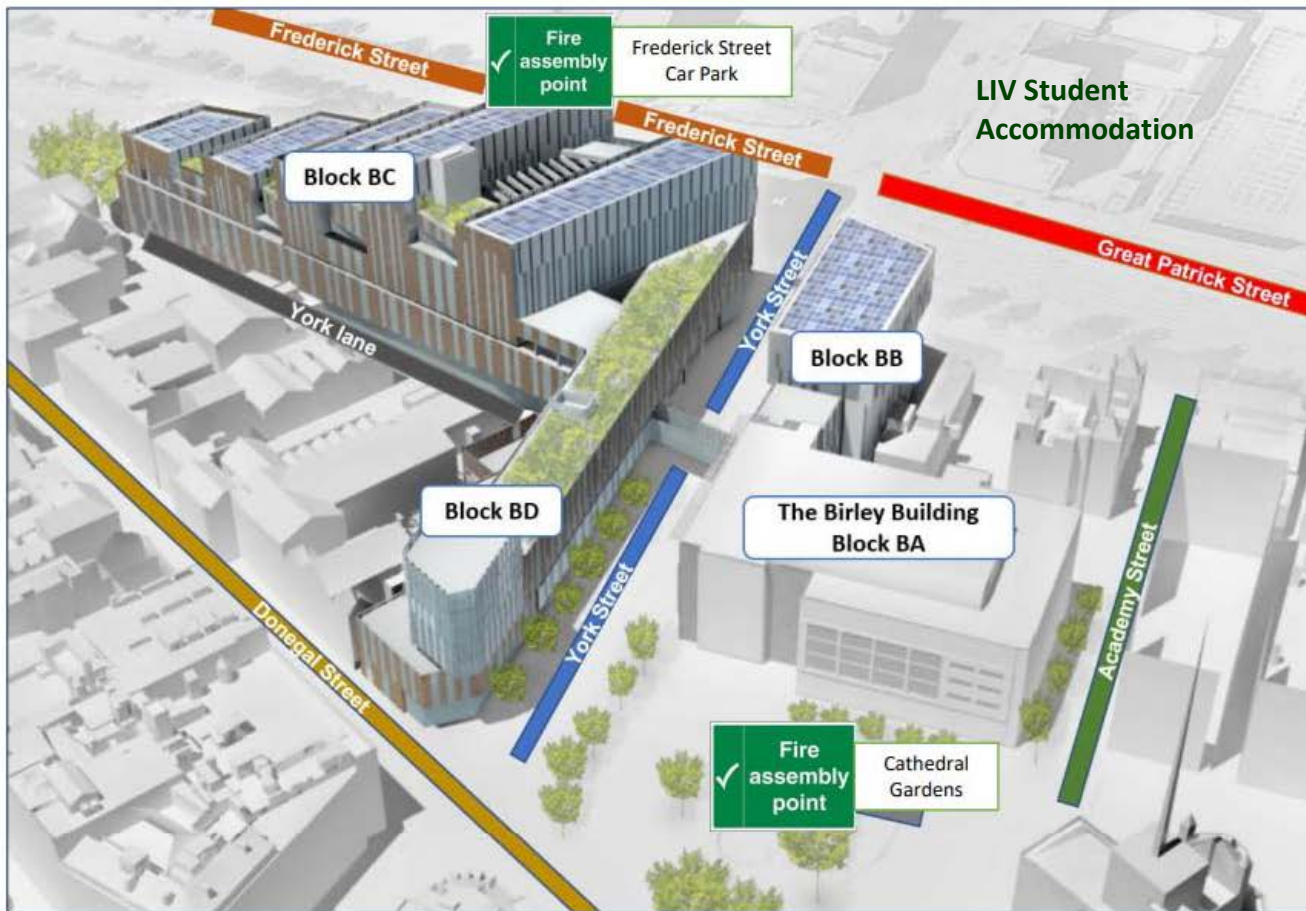 Frederick Street
✓ Fire
assembly
point
Frederick Street
Car Park
LIV Student
Accommodation
Frederick Street
Block BC
York Street
Great Patrick Street
York lane
Block BB
Block BD
The Birley Building
Block BA
York Street
Academy Street
Donegal Street
✓ Fire
assembly
point
Cathedral
Gardens